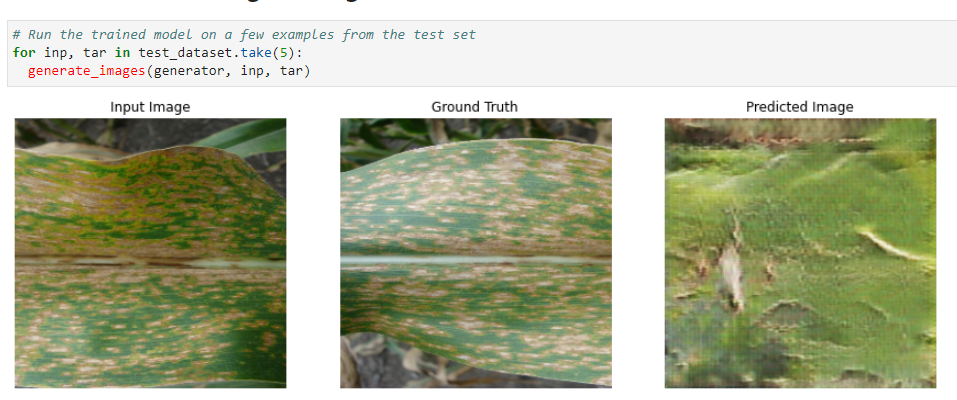 # Run the trained model on a few examples from the test set
for inp, tar in test_dataset.take(5):
  generate_images(generator, inp, tar)
Input Image
Ground Truth
Predicted Image